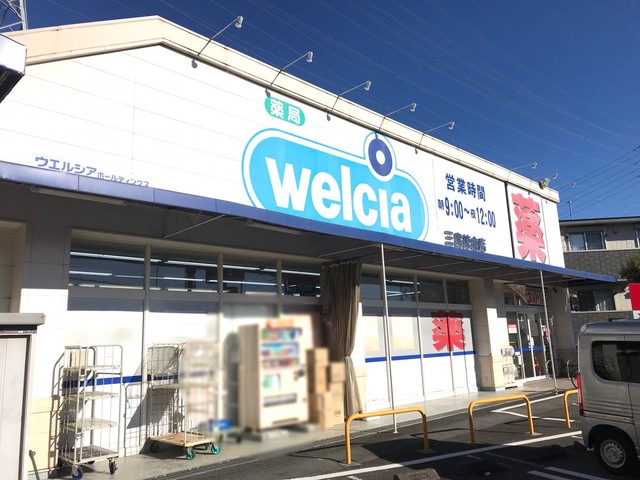 薬局
ウエルシアホールディングス
welcia
営業時間
朝9:00〜夜12:00
薬
薬